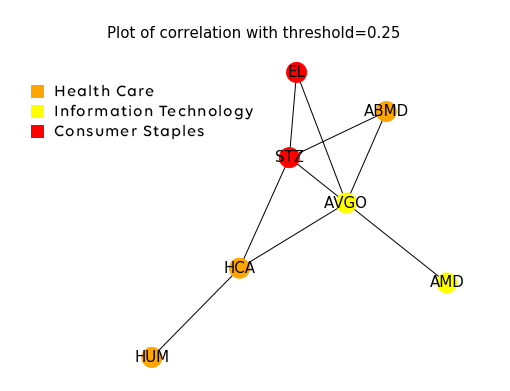 Plot of correlation with threshold=0.25
EL
Health Care
Information Technology
Consumer Staples
ABMD
STZ
AVGO
HCA
AMD
HUM